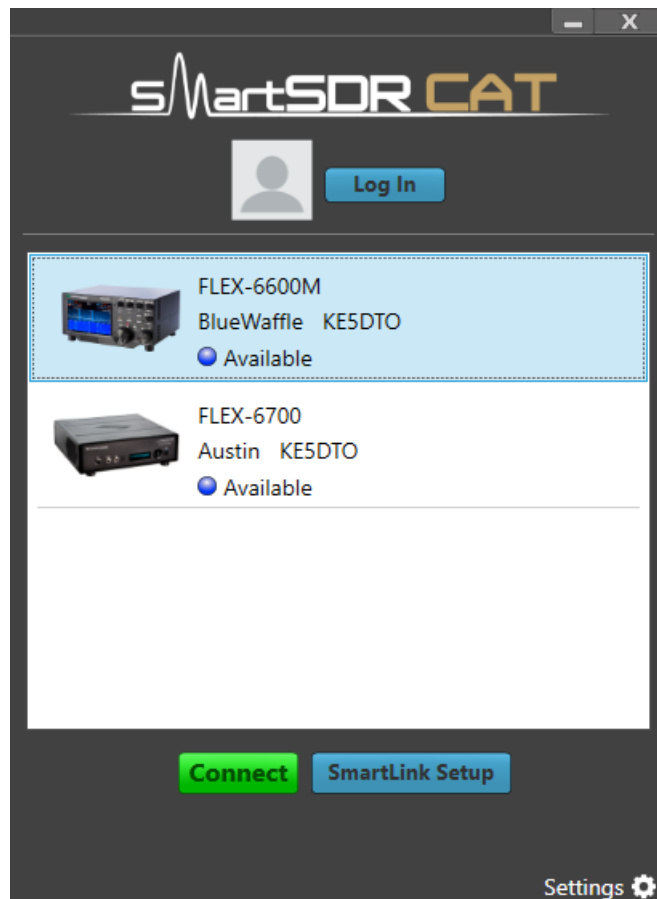 X
sMartSDR CAT
Log In
FLEX-6600M
BlueWaffle KE5DTO
Available
FLEX-6700
Austin KE5DTO
Available
Connect
SmartLink Setup
Settings